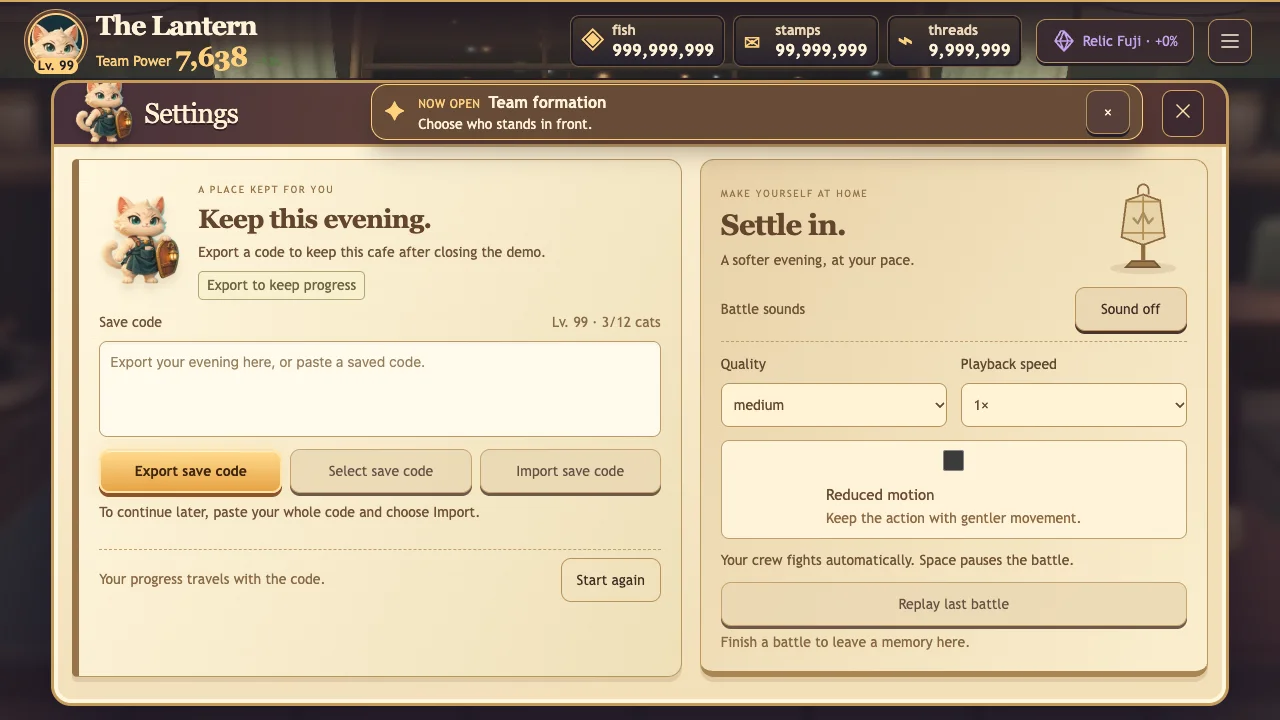 The Lantern
Team Power 7,638
Lv. 99
fish
999,999,999
stamps
99,999,999
threads
9,999,999
Relic Fuji · +0%
Settings
NOW OPEN Team formation
Choose who stands in front.
×
A PLACE KEPT FOR YOU
Keep this evening.
Export a code to keep this cafe after closing the demo.
Export to keep progress
Save code
Lv. 99 · 3/12 cats
Export your evening here, or paste a saved code.
Export save code
Select save code
Import save code
To continue later, paste your whole code and choose Import.
Your progress travels with the code.
Start again
MAKE YOURSELF AT HOME
Settle in.
A softer evening, at your pace.
Battle sounds
Sound off
Quality
Playback speed
medium
1×
Reduced motion
Keep the action with gentler movement.
Your crew fights automatically. Space pauses the battle.
Replay last battle
Finish a battle to leave a memory here.